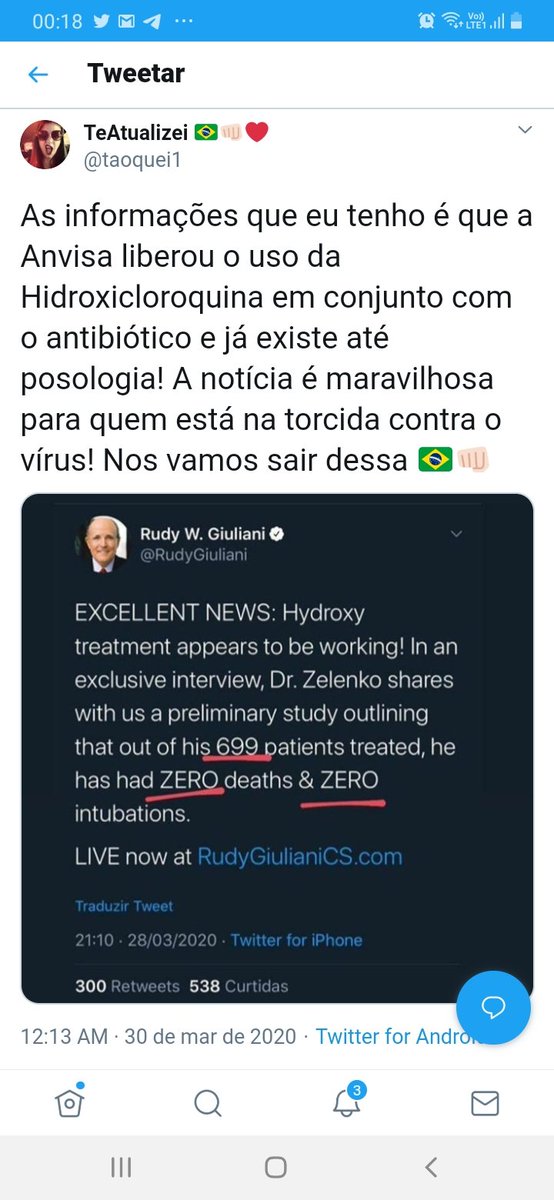 00:18
Vo))
LTE1
Tweetar
TeAtualizei 🇧🇷👊🏻❤️
@taoquei1
As informações que eu tenho é que a
Anvisa liberou o uso da
Hidroxicloroquina em conjunto com
o antibiótico e já existe até
posologia! A notícia é maravilhosa
para quem está na torcida contra o
vírus! Nos vamos sair dessa 🇧🇷👊🏻
Rudy W. Giuliani
@RudyGiuliani
EXCELLENT NEWS: Hydroxy
treatment appears to be working! In an
exclusive interview, Dr. Zelenko shares
with us a preliminary study outlining
that out of his 699 patients treated, he
has had ZERO deaths & ZERO
intubations.
LIVE now at RudyGiulianiCS.com
Traduzir Tweet
21:10 · 28/03/2020 · Twitter for iPhone
300 Retweets 538 Curtidas
12:13 AM · 30 de mar de 2020 · Twitter for Andro
3